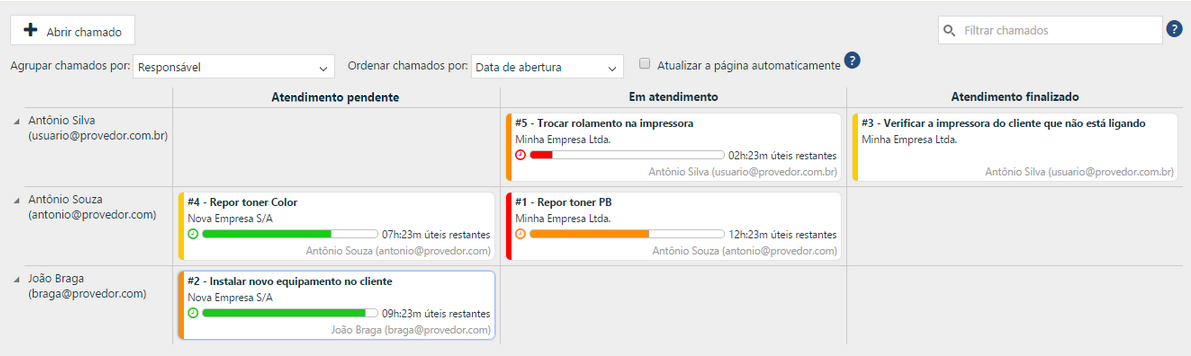 Abrir chamado
Filtrar chamados
?
Agrupar chamados por: Responsável
Ordenar chamados por: Data de abertura
Atualizar a página automaticamente ?
Atendimento pendente
Em atendimento
Atendimento finalizado
Antônio Silva
(usuario@provedor.com.br)
#5 - Trocar rolamento na impressora
Minha Empresa Ltda.
02h:23m úteis restantes
Antônio Silva (usuario@provedor.com.br)
#3 - Verificar a impressora do cliente que não está ligando
Minha Empresa Ltda.
Antônio Silva (usuario@provedor.com.br)
Antônio Souza
(antonio@provedor.com)
#4 - Repor toner Color
Nova Empresa S/A
07h:23m úteis restantes
Antônio Souza (antonio@provedor.com)
#1 - Repor toner PB
Minha Empresa Ltda.
12h:23m úteis restantes
Antônio Souza (antonio@provedor.com)
João Braga
(braga@provedor.com)
#2 - Instalar novo equipamento no cliente
Nova Empresa S/A
09h:23m úteis restantes
João Braga (braga@provedor.com)